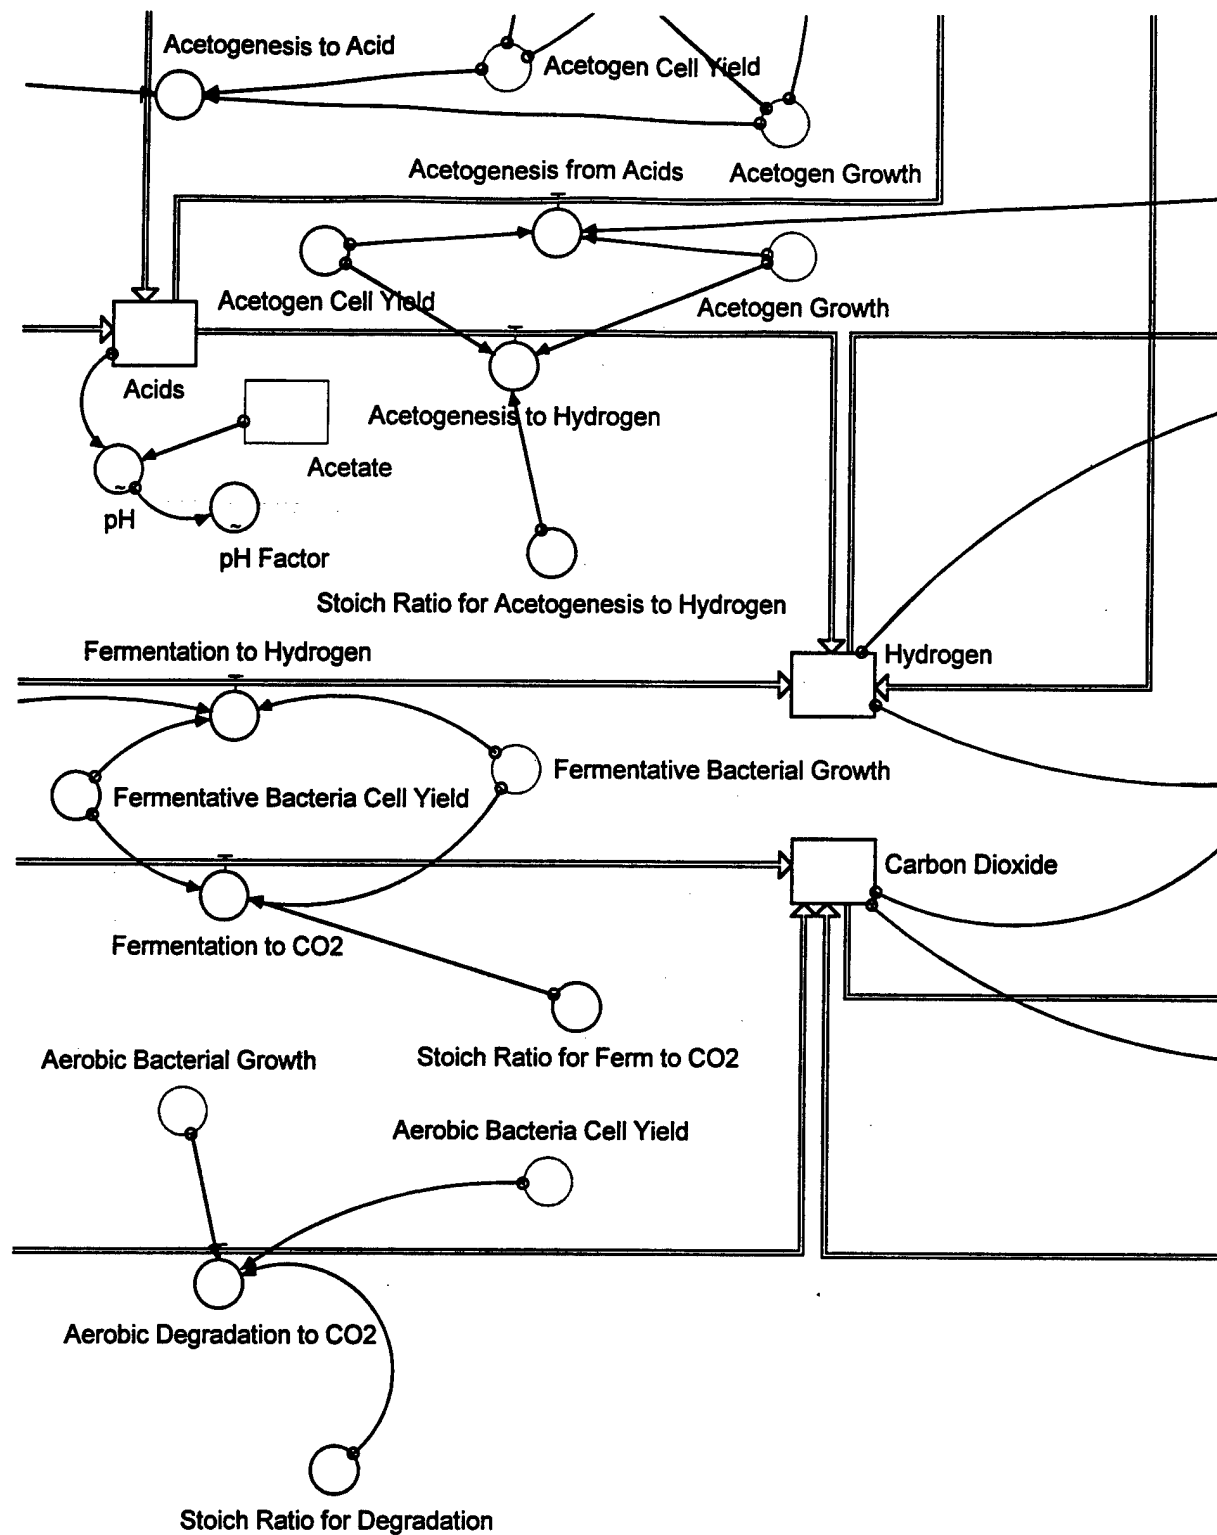 Acetogenesis to Acid
Acetogen Cell Yield
Acetogenesis from Acids
Acetogen Growth
Acetogen Cell Yield
Acetogen Growth
Acids
Acetogenesis to Hydrogen
Acetate
~
pH
~
pH Factor
Stoich Ratio for Acetogenesis to Hydrogen
Fermentation to Hydrogen
Hydrogen
Fermentative Bacterial Growth
Fermentative Bacteria Cell Yield
Carbon Dioxide
Fermentation to CO2
Aerobic Bacterial Growth
Stoich Ratio for Ferm to CO2
Aerobic Bacteria Cell Yield
Aerobic Degradation to CO2
Stoich Ratio for Degradation